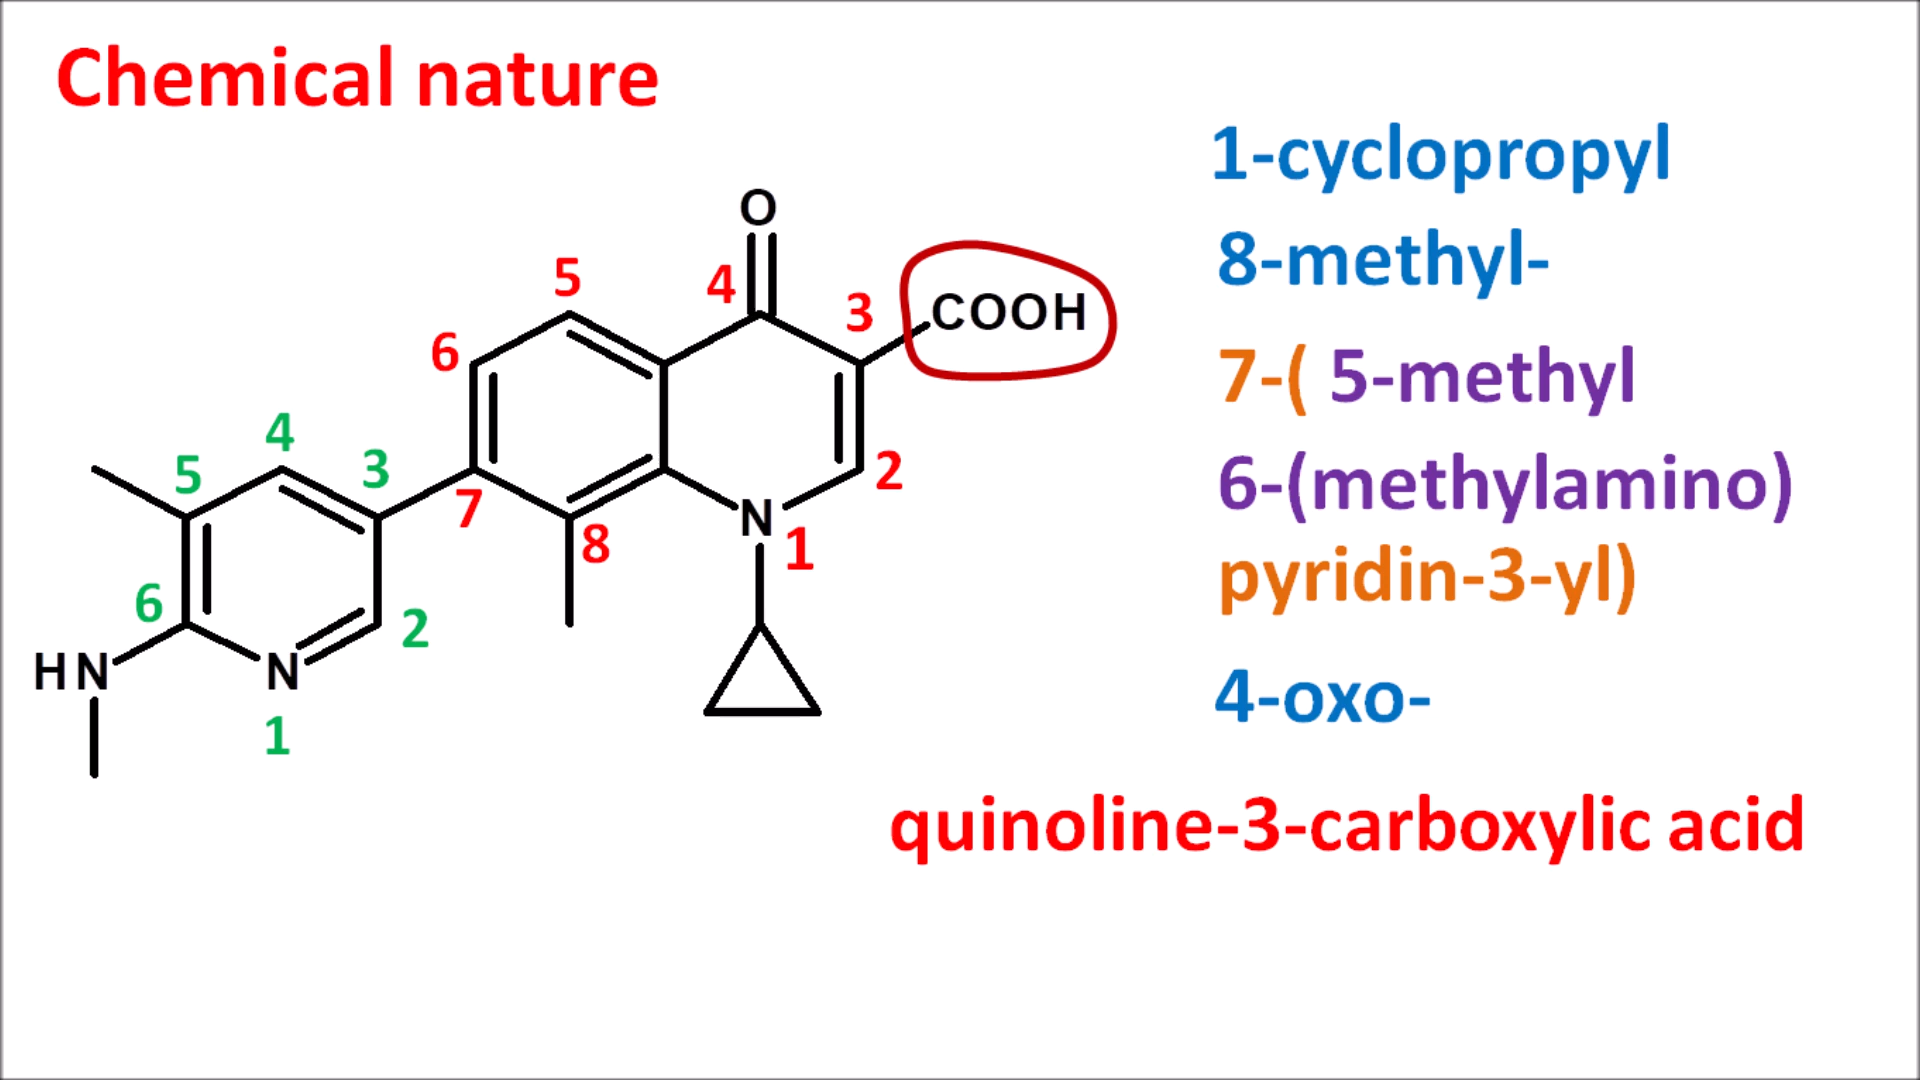 Chemical nature
1-cyclopropyl
8-methyl-
7-( 5-methyl
6-(methylamino)
pyridin-3-yl)
4-oxo-
quinoline-3-carboxylic acid
O
5
4
3
COOH
6
4
5
3
7
2
8
N
1
6
2
HN
N
1